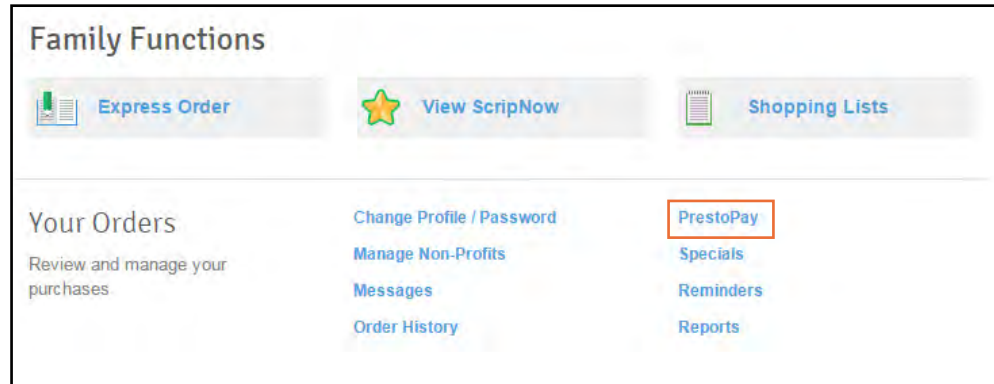 Family Functions
Express Order
View ScripNow
Shopping Lists
Your Orders
Review and manage your
purchases
Change Profile / Password
Manage Non-Profits
Messages
Order History
PrestoPay
Specials
Reminders
Reports